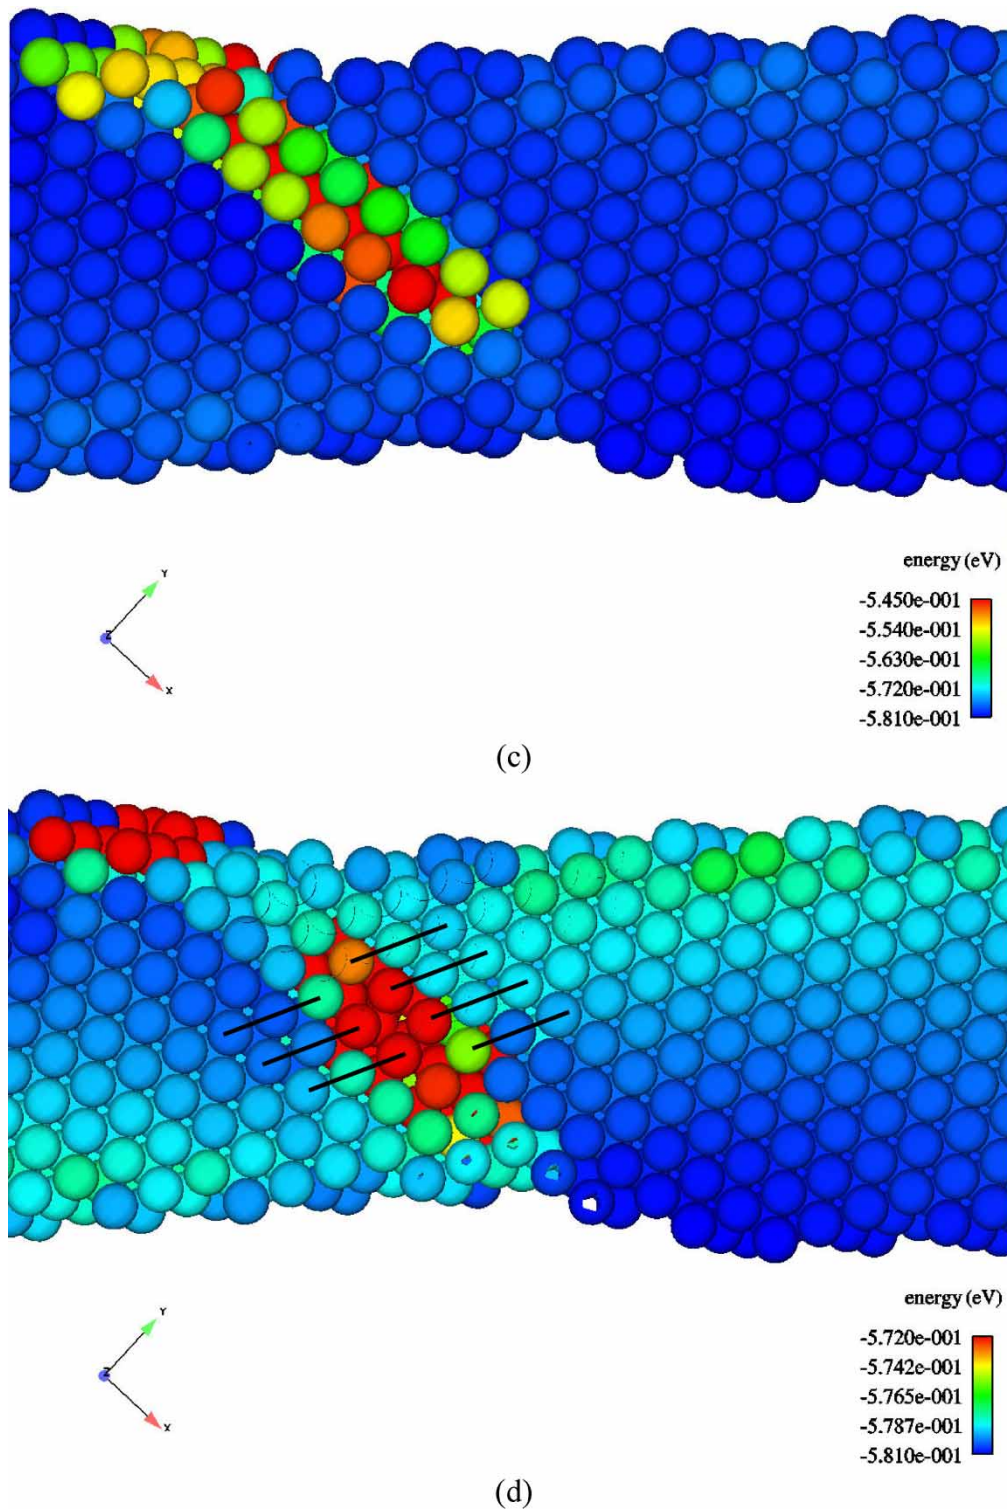 Y
Z
X
energy (eV)
-5.450e-001
-5.540e-001
-5.630e-001
-5.720e-001
-5.810e-001
(c)
Y
Z
X
energy (eV)
-5.720e-001
-5.742e-001
-5.765e-001
-5.787e-001
-5.810e-001
(d)